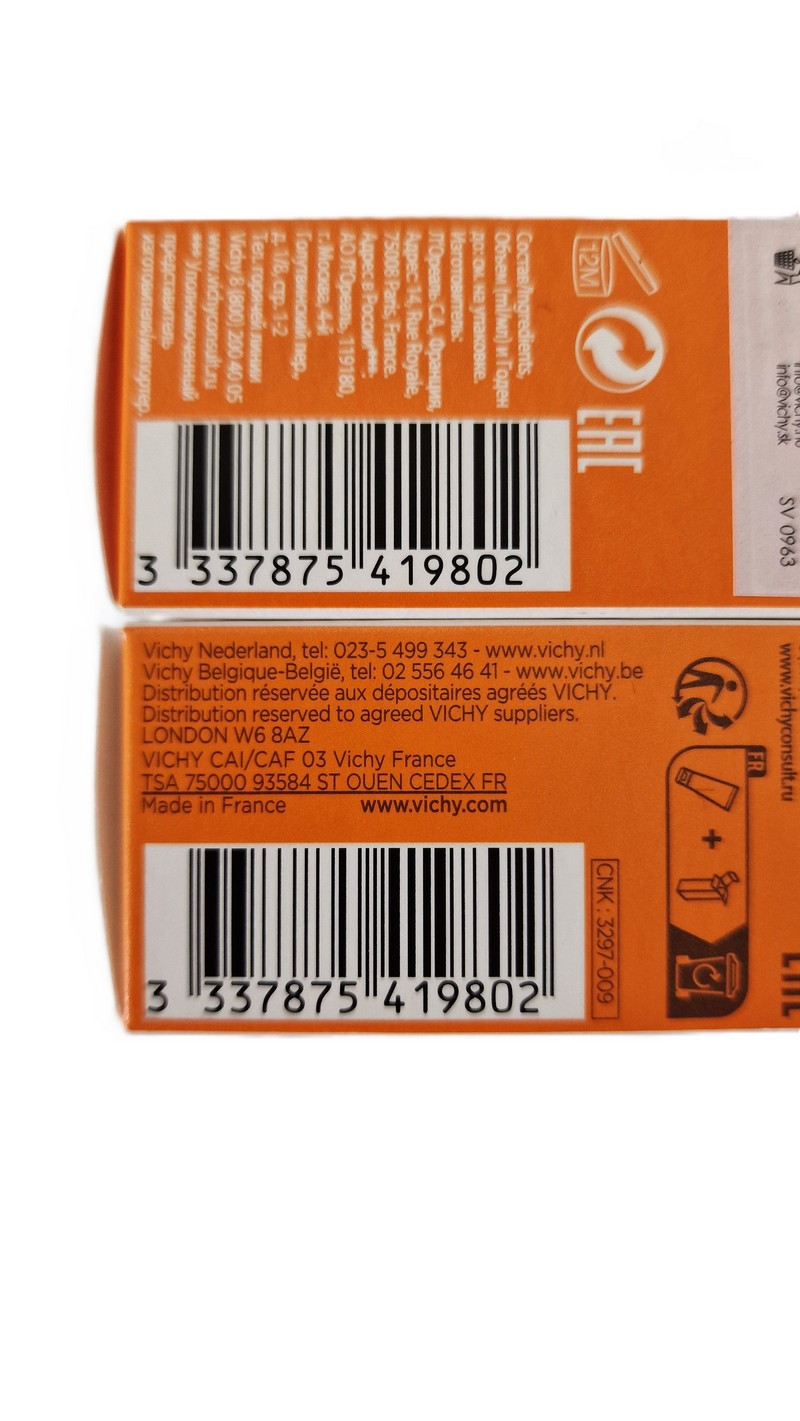 Состав/Ingredients,
Объем (ml/мл) и Годен
до: см. на упаковке.
Изготовитель:
Л'Ореаль СА, Франция,
Адрес: 14, Rue Royale,
75008 Paris, France.
Адрес в России:
АО "Л'Ореаль", 119180,
г. Москва, 4-й
Голутвинский пер.,
д. 1/8, стр. 1-2
Тел. горячей линии
Vichy 8 (800) 200 40 05
www.vichyconsult.ru
Уполномоченный
изготовителем/импортер.
12M
EAC
info@vichy.sk
SV 0963
3 337875 419802
Vichy Nederland, tel: 023-5 499 343 - www.vichy.nl
Vichy Belgique-België, tel: 02 556 46 41 - www.vichy.be
Distribution réservée aux dépositaires agréés VICHY.
Distribution reserved to agreed VICHY suppliers.
LONDON W6 8AZ
VICHY CAI/CAF 03 Vichy France
TSA 75000 93584 ST OUEN CEDEX FR
Made in France www.vichy.com
3 337875 419802
CNK : 3297-009
FR
+
www.vichyconsult.ru